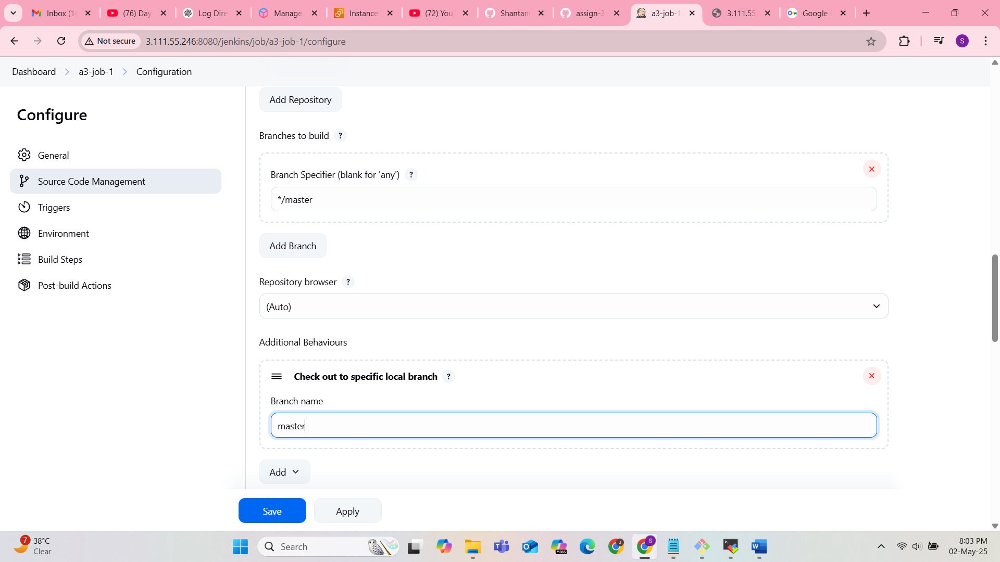 Inbox (1
(76) Day
Log Dire
Manage
Instance
(72) You
Shantan
assign-3
a3-job-1
3.111.55
Google
Not secure
3.111.55.246:8080/jenkins/job/a3-job-1/configure
S
Dashboard
a3-job-1
Configuration
Configure
General
Source Code Management
Triggers
Environment
Build Steps
Post-build Actions
Add Repository
Branches to build ?
Branch Specifier (blank for 'any') ?
*/master
Add Branch
Repository browser ?
(Auto)
Additional Behaviours
Check out to specific local branch ?
Branch name
master
Add
Save
Apply
7
38°C
Clear
Search
M365
J
S
8:03 PM
02-May-25